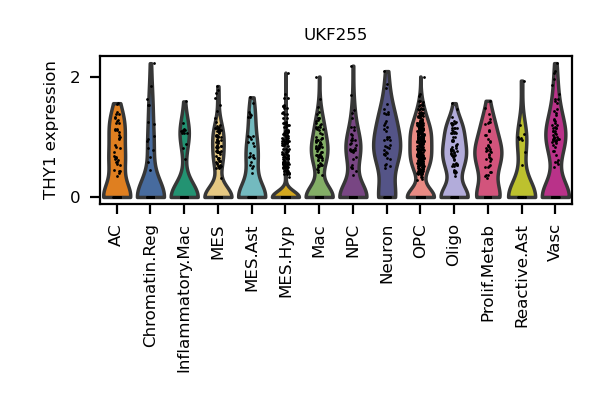 UKF255
THY1 expression
2
0
AC
Chromatin.Reg
Inflammatory.Mac
MES
MES.Ast
MES.Hyp
Mac
NPC
Neuron
OPC
Oligo
Prolif.Metab
Reactive.Ast
Vasc